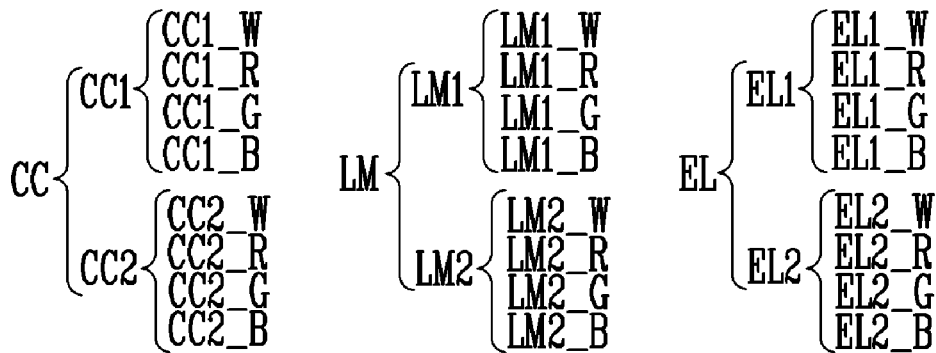 CC
CC1
CC1_W
CC1_R
CC1_G
CC1_B
CC2
CC2_W
CC2_R
CC2_G
CC2_B
LM
LM1
LM1_W
LM1_R
LM1_G
LM1_B
LM2
LM2_W
LM2_R
LM2_G
LM2_B
EL
EL1
EL1_W
EL1_R
EL1_G
EL1_B
EL2
EL2_W
EL2_R
EL2_G
EL2_B